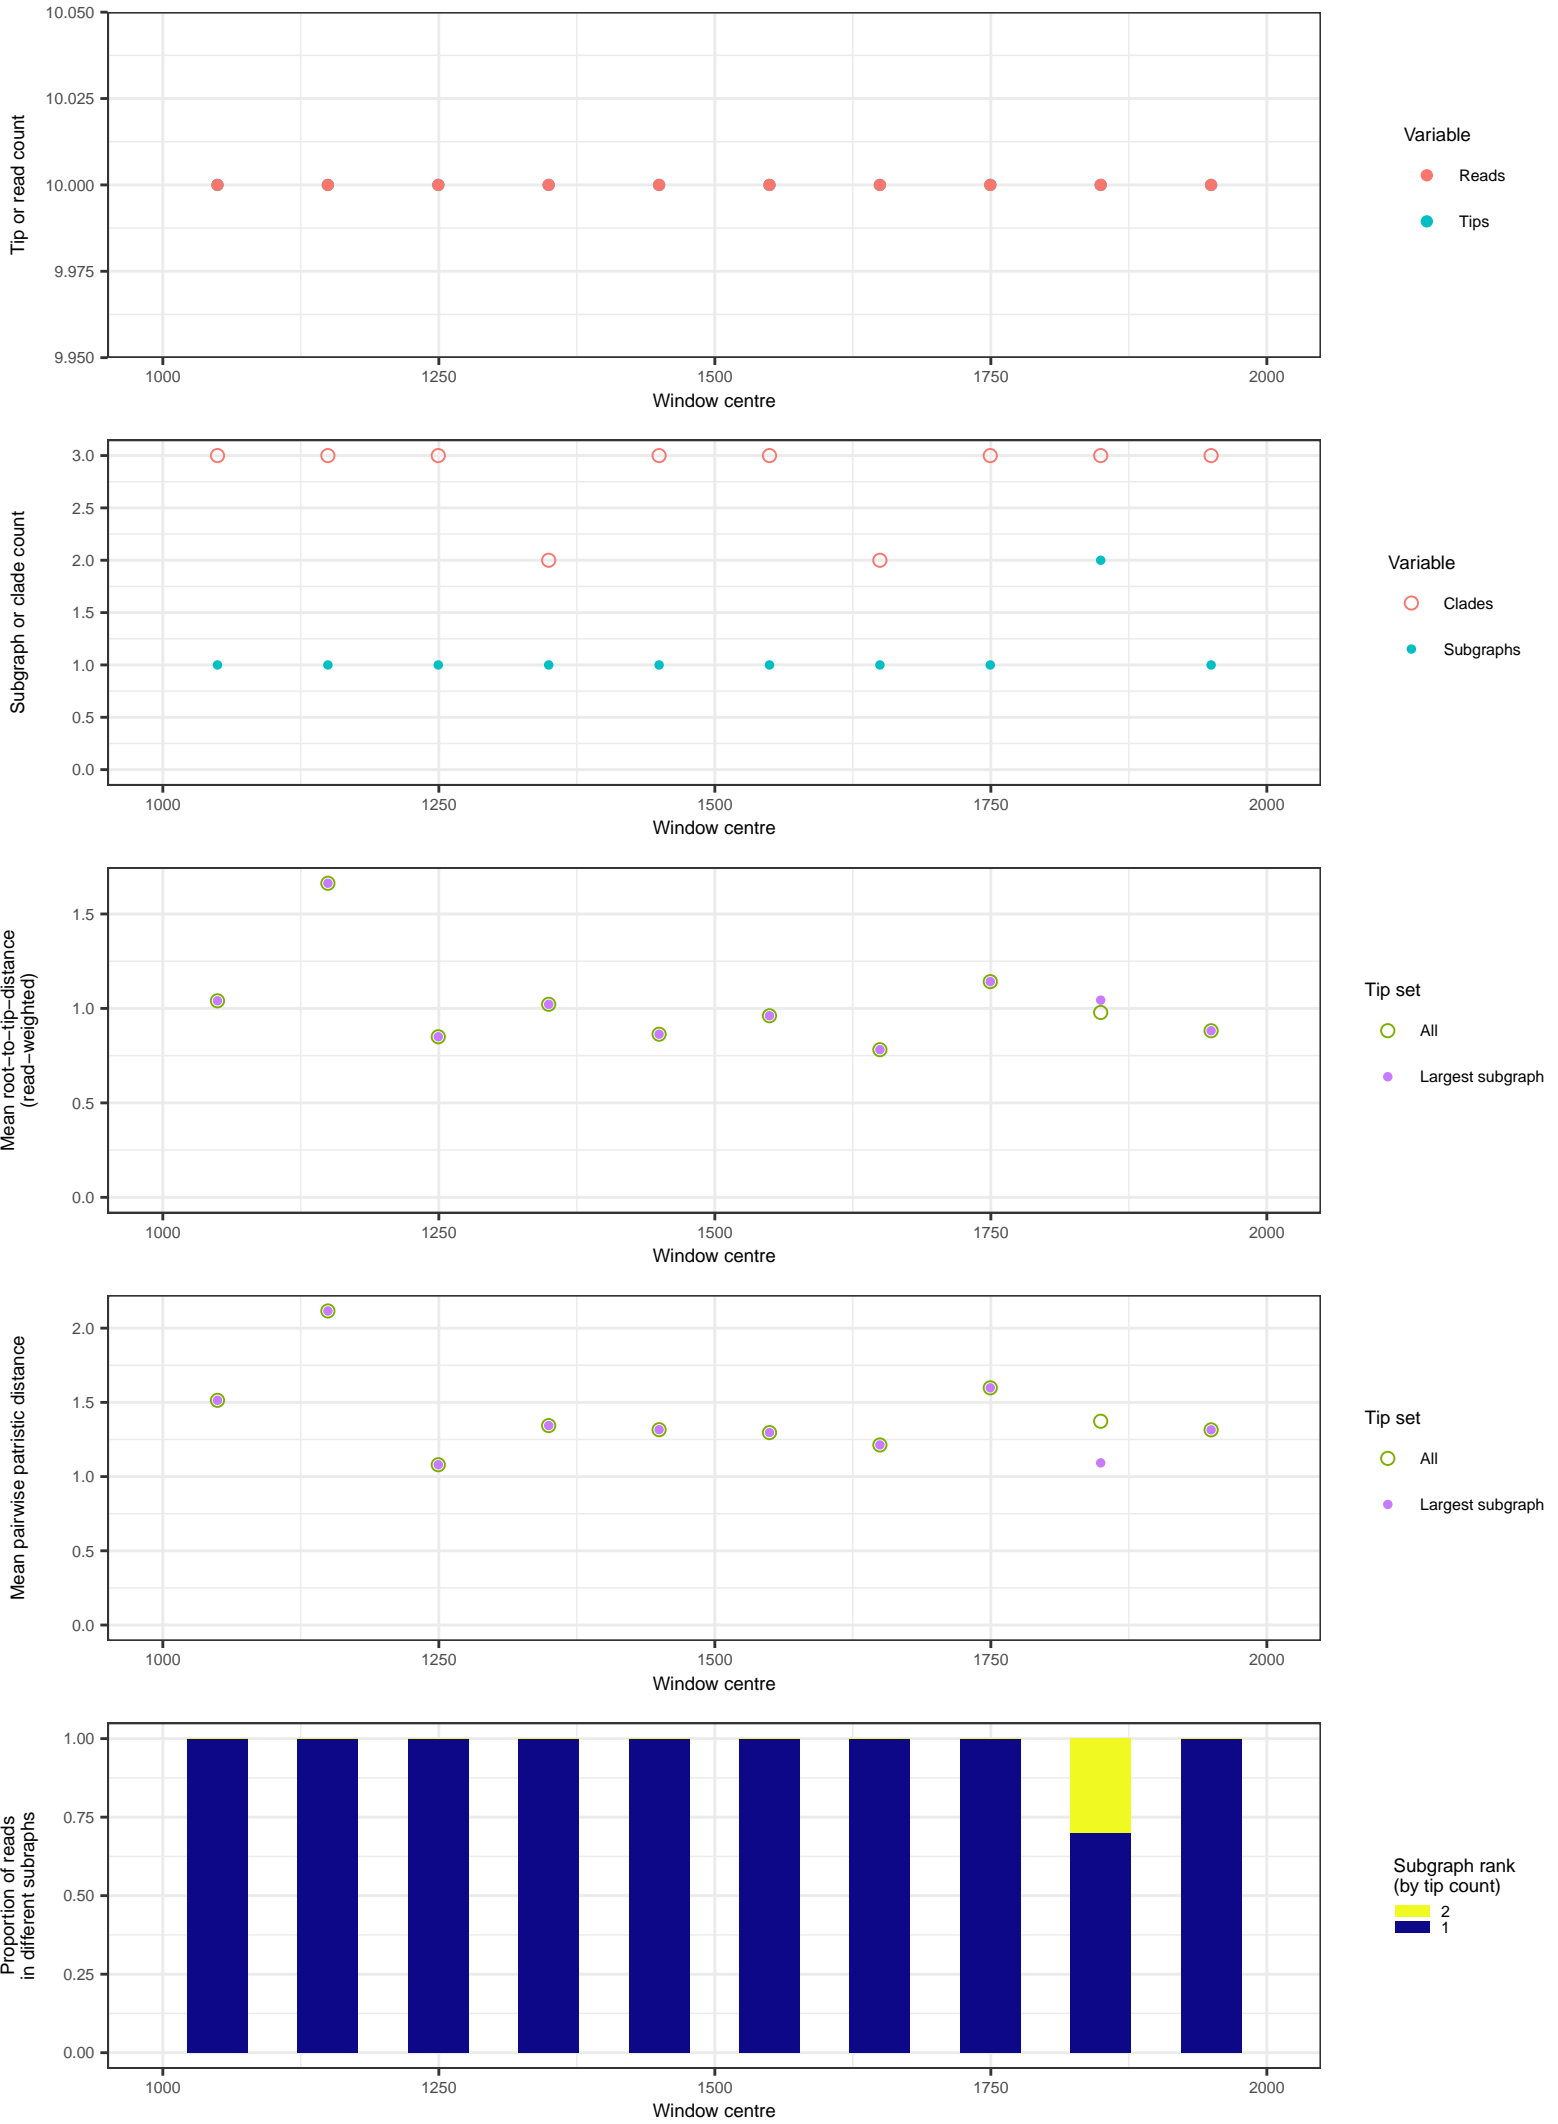 10.050
10.025
10.000
9.975
9.950
Tip or read count
1000 1250 1500 1750 2000
Window centre
Variable
Reads
Tips
3.0
2.5
2.0
1.5
1.0
0.5
0.0
Subgraph or clade count
1000 1250 1500 1750 2000
Window centre
Variable
Clades
Subgraphs
1.5
1.0
0.5
0.0
Mean root−to−tip−distance
(read−weighted)
1000 1250 1500 1750 2000
Window centre
Tip set
All
Largest subgraph
2.0
1.5
1.0
0.5
0.0
Mean pairwise patristic distance
1000 1250 1500 1750 2000
Window centre
Tip set
All
Largest subgraph
1.00
0.75
0.50
0.25
0.00
Proportion of reads
in different subraphs
1000 1250 1500 1750 2000
Window centre
Subgraph rank
(by tip count)
2
1